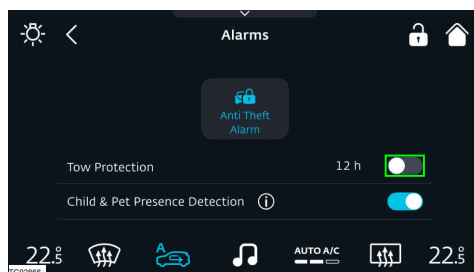 Alarms
Anti Theft
Alarm
Tow Protection 12 h
Child & Pet Presence Detection
22.5 A AUTO A/C 22.5